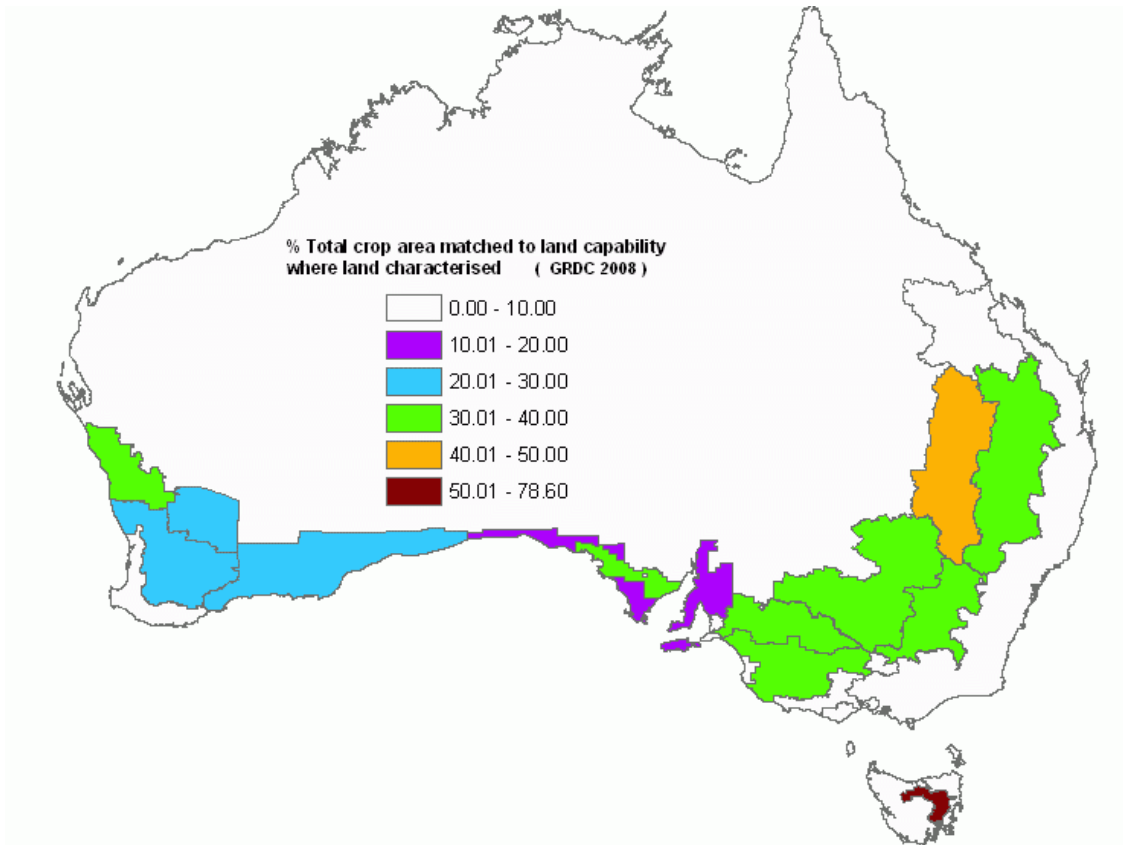 % Total crop area matched to land capability
where land characterised ( GRDC 2008 )
0.00 - 10.00
10.01 - 20.00
20.01 - 30.00
30.01 - 40.00
40.01 - 50.00
50.01 - 78.60